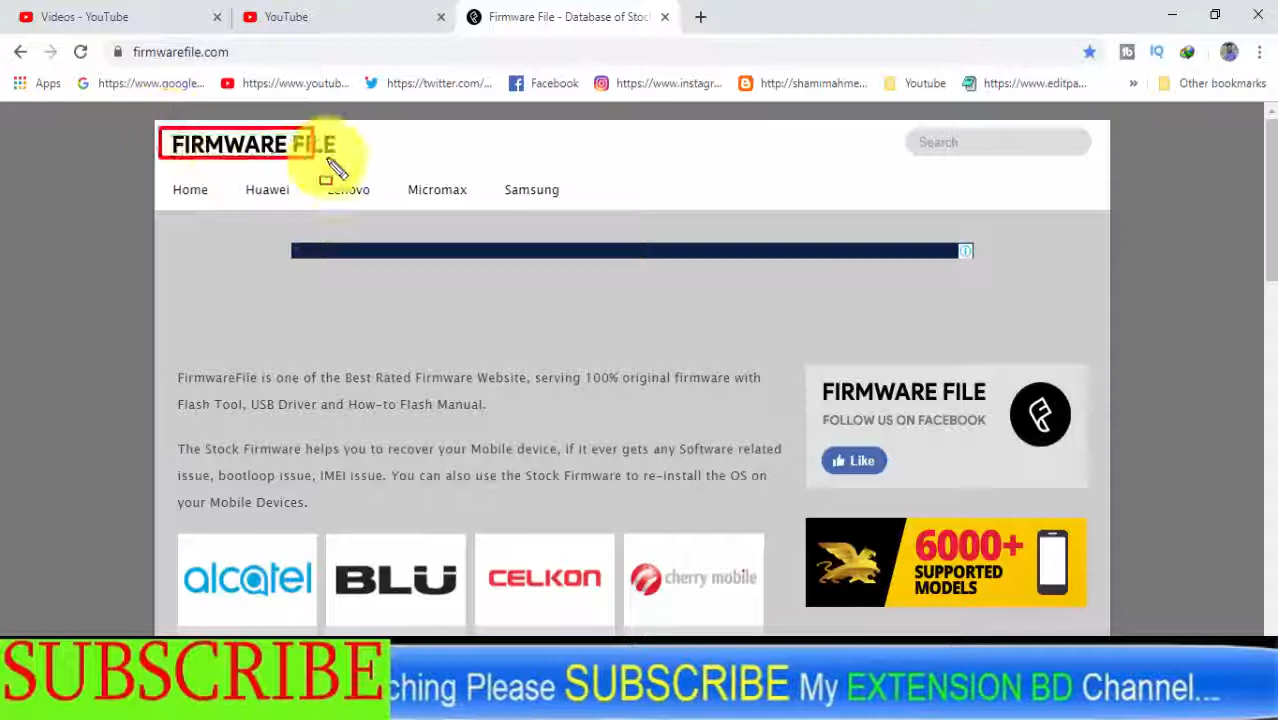 Videos - YouTube
YouTube
Firmware File - Database of Stoc
firmwarefile.com
Apps
https://www.google...
https://www.youtub...
https://twitter.com/...
Facebook
https://www.instagr...
http://shamimahme...
Youtube
https://www.editpa...
»
Other bookmarks
FIRMWARE FILE
Search
Home
Huawei
Lenovo
Micromax
Samsung
FirmwareFile is one of the Best Rated Firmware Website, serving 100% original firmware with
Flash Tool, USB Driver and How-to Flash Manual.
The Stock Firmware helps you to recover your Mobile device, if it ever gets any Software related
issue, bootloop issue, IMEI issue. You can also use the Stock Firmware to re-install the OS on
your Mobile Devices.
FIRMWARE FILE
FOLLOW US ON FACEBOOK
Like
6000+
SUPPORTED
MODELS
alcatel
BLU
CELKON
cherry mobile
SUBSCRIBE
ching Please SUBSCRIBE My EXTENSION BD Channel....